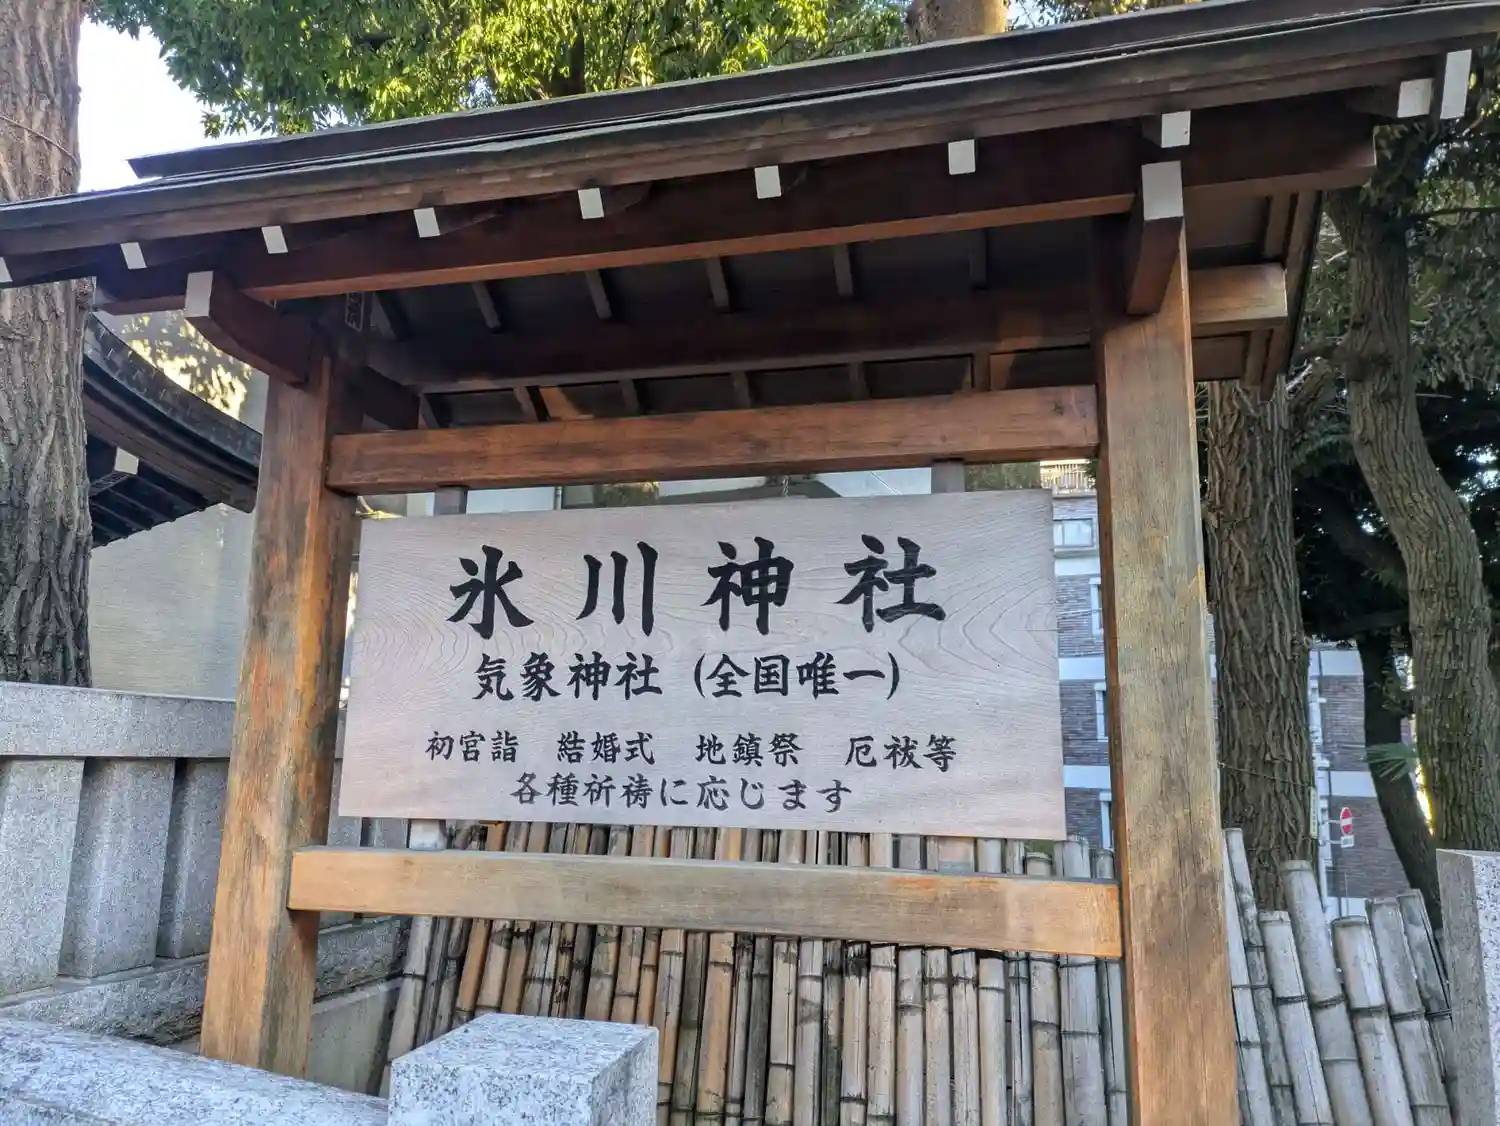 氷川神社
気象神社 (全国唯一)
初宮詣　結婚式　地鎮祭　厄祓等
各種祈祷に応じます